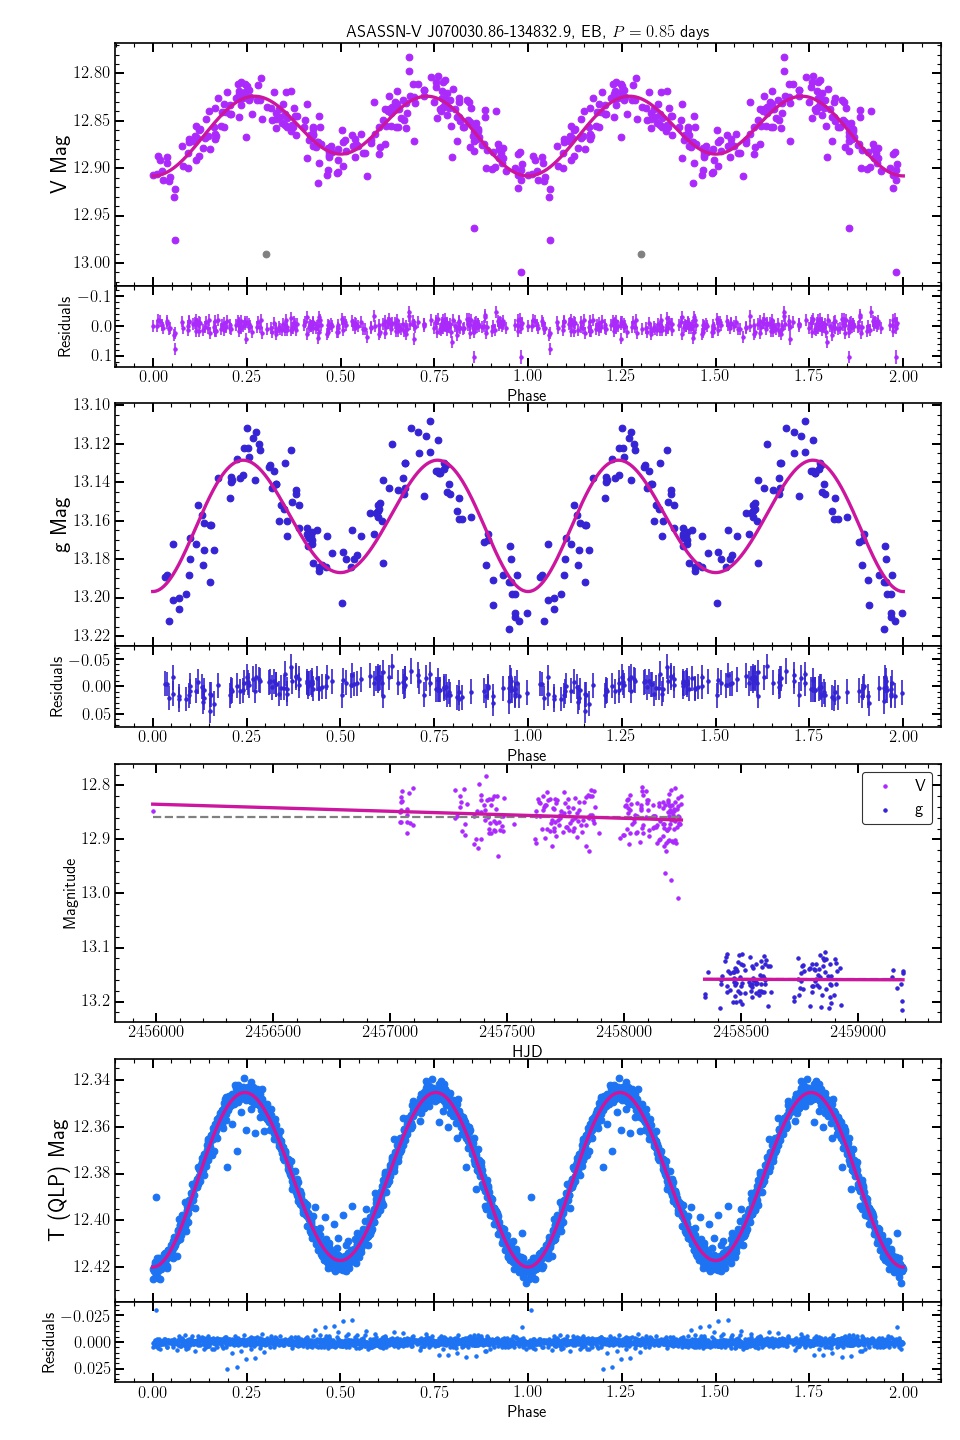 ASASSN-V J070030.86-134832.9, EB, P = 0.85 days
V Mag
12.80
12.85
12.90
12.95
13.00
Residuals
−0.1
0.0
0.1
0.00 0.25 0.50 0.75 1.00 1.25 1.50 1.75 2.00
Phase
g Mag
13.10
13.12
13.14
13.16
13.18
13.20
13.22
Residuals
−0.05
0.00
0.05
0.00 0.25 0.50 0.75 1.00 1.25 1.50 1.75 2.00
Phase
Magnitude
12.8
12.9
13.0
13.1
13.2
V
g
2456000 2456500 2457000 2457500 2458000 2458500 2459000
HJD
T (QLP) Mag
12.34
12.36
12.38
12.40
12.42
Residuals
−0.025
0.000
0.025
0.00 0.25 0.50 0.75 1.00 1.25 1.50 1.75 2.00
Phase